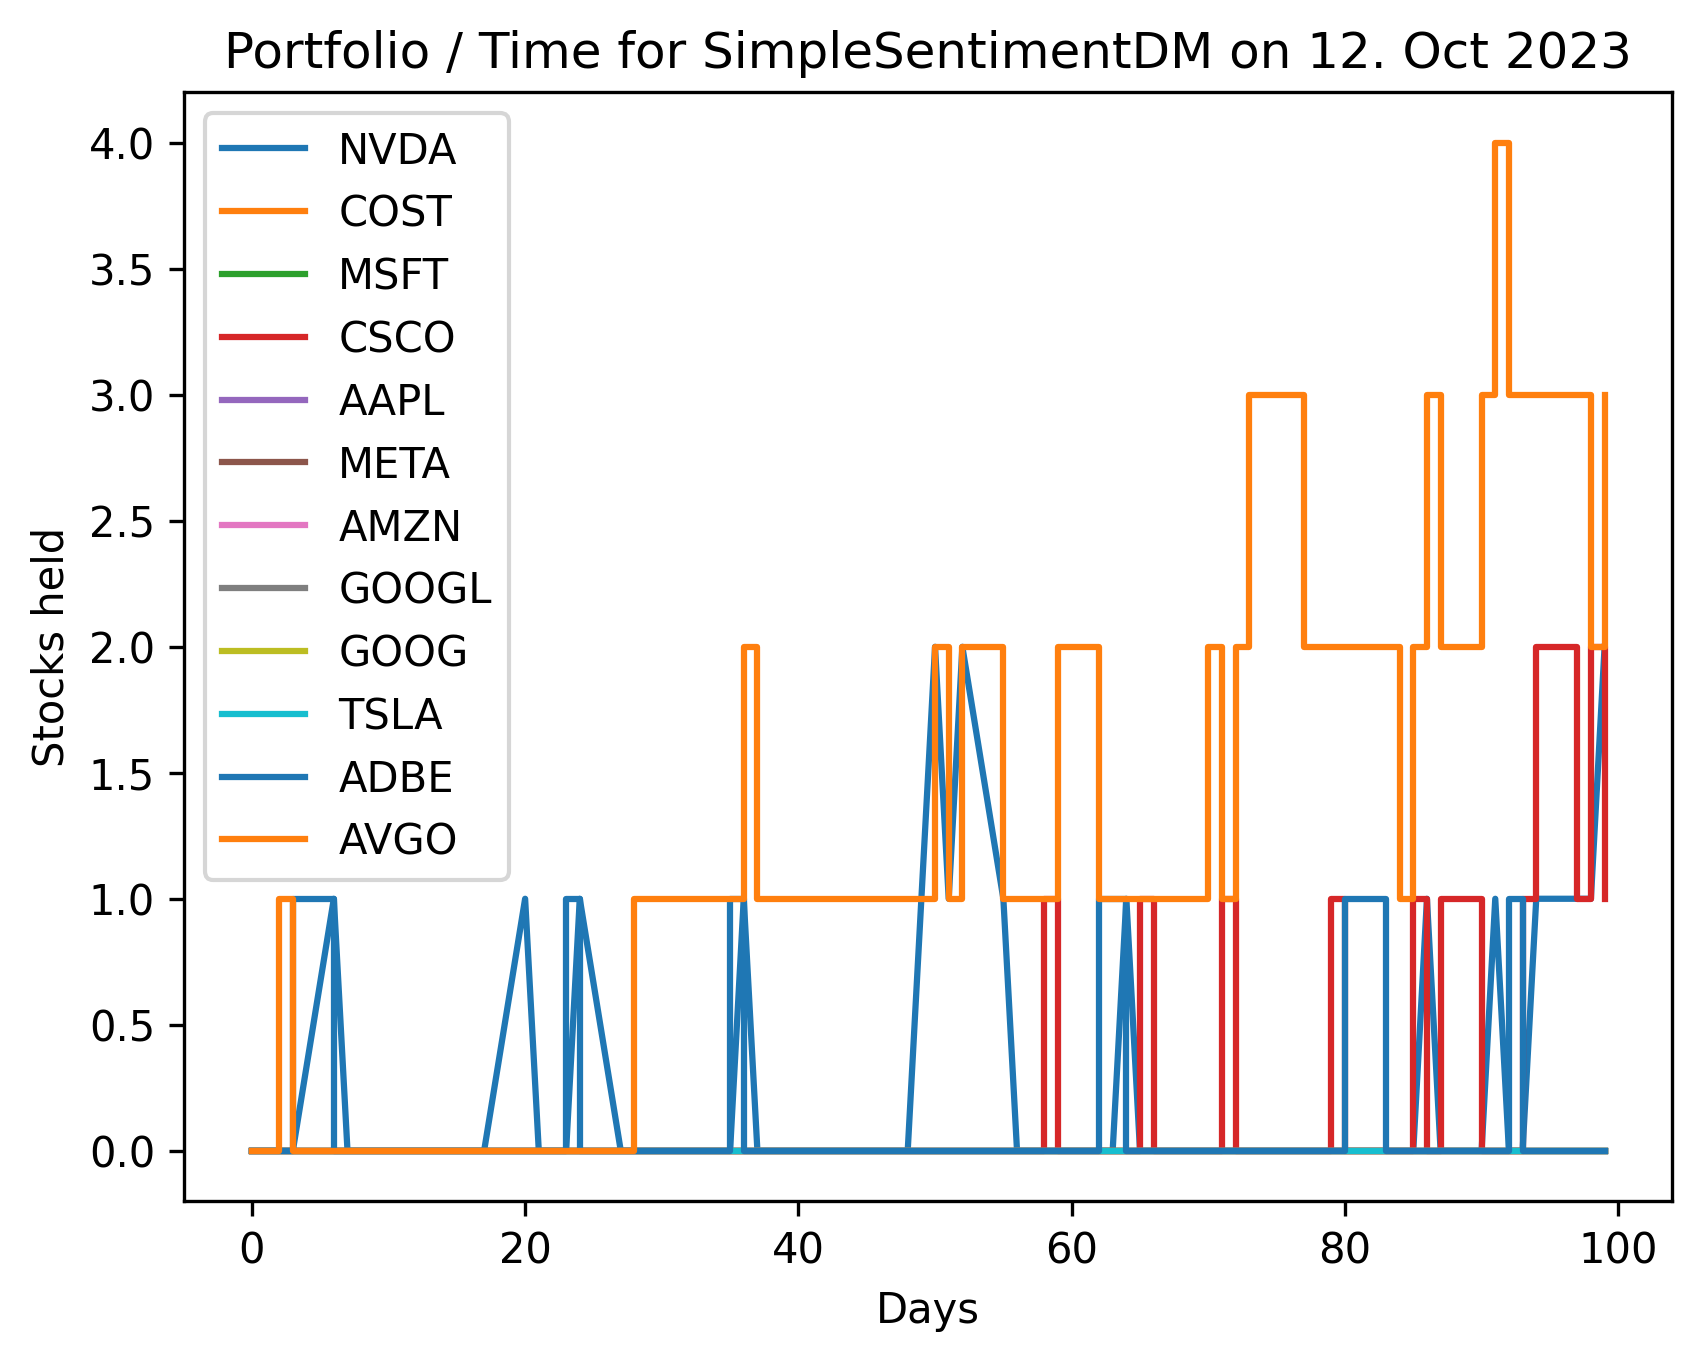 Portfolio / Time for SimpleSentimentDM on 12. Oct 2023
NVDA
COST
MSFT
CSCO
AAPL
META
AMZN
GOOGL
GOOG
TSLA
ADBE
AVGO
4.0
3.5
3.0
2.5
2.0
1.5
1.0
0.5
0.0
Stocks held
0 20 40 60 80 100
Days